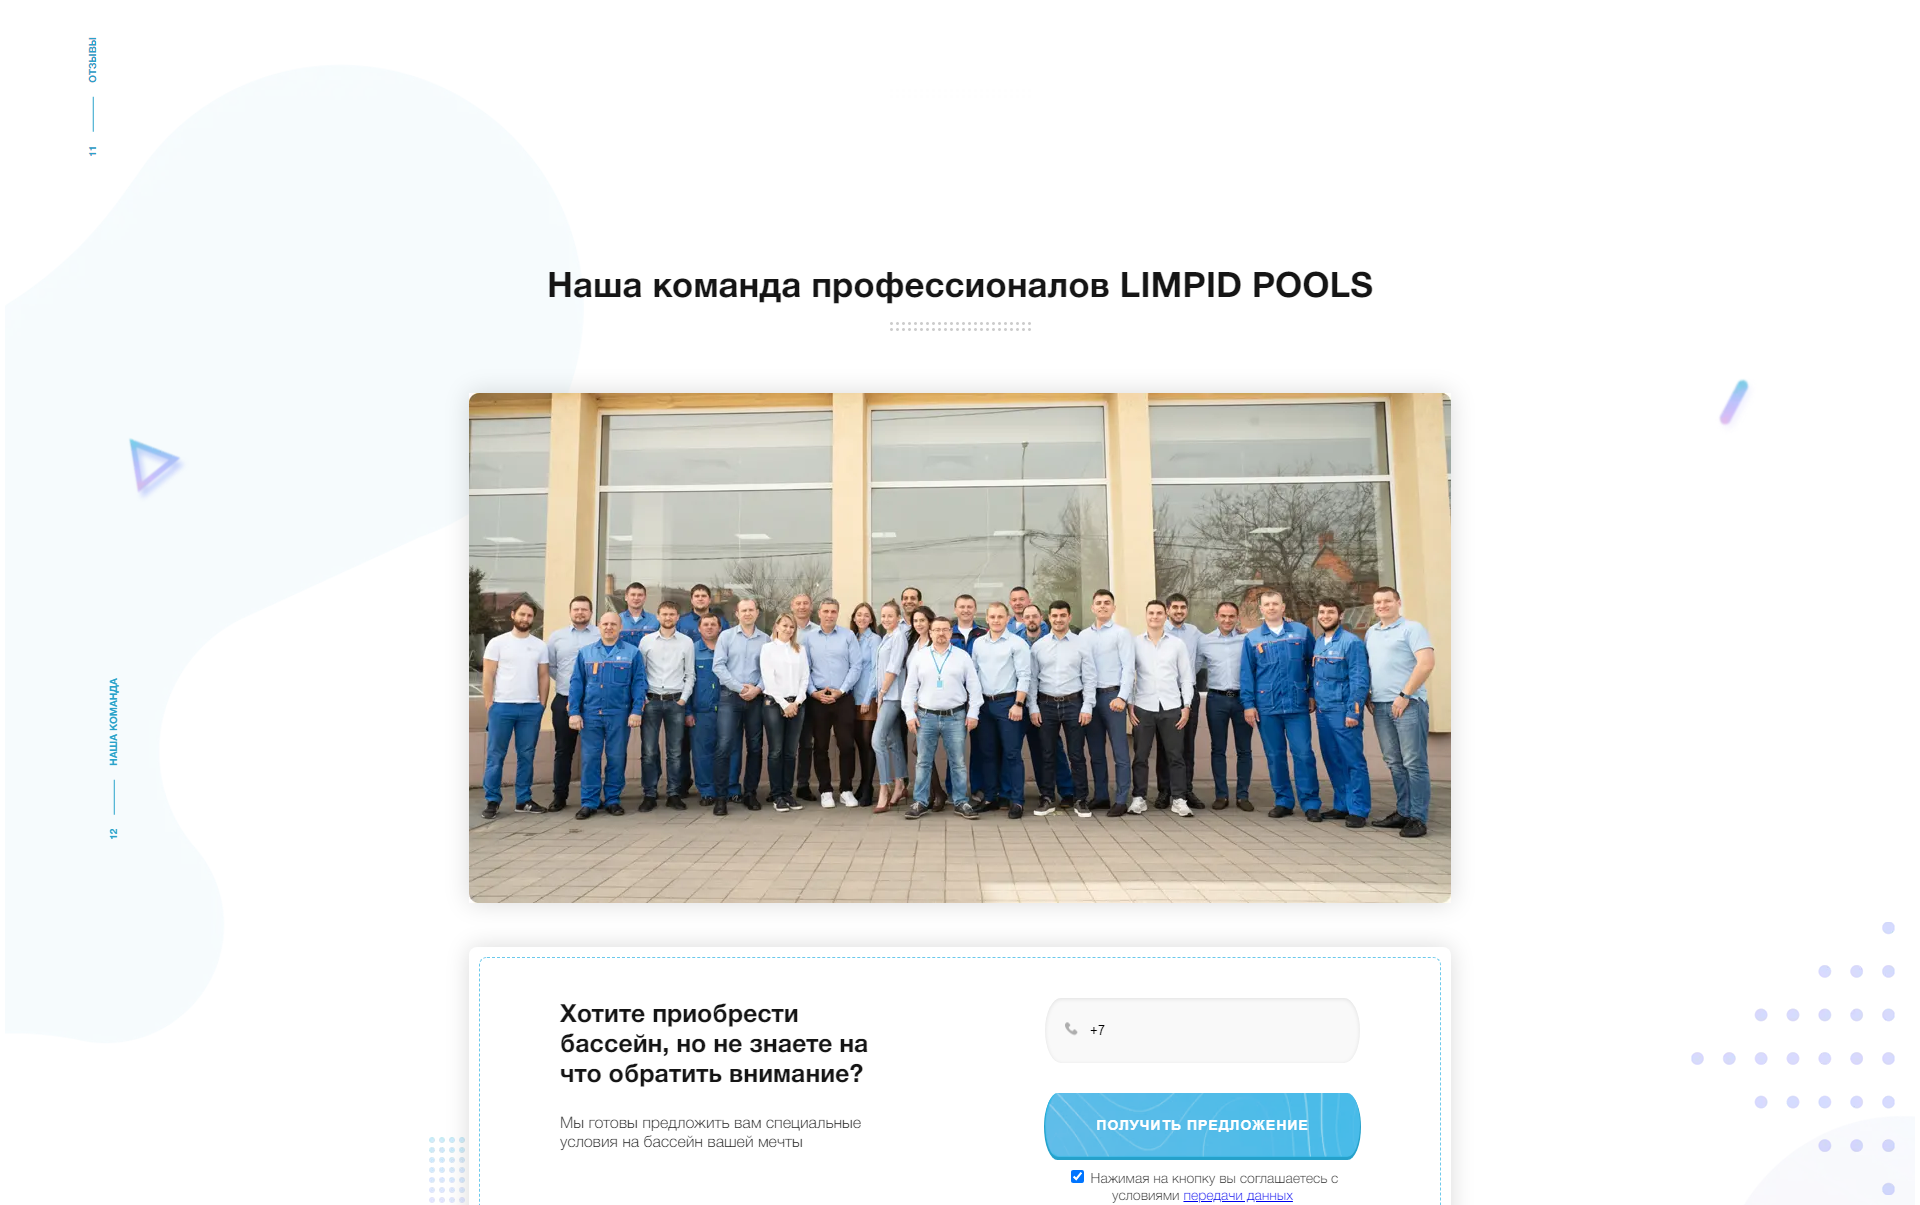 ОТЗЫВЫ
11
Наша команда профессионалов LIMPID POOLS
НАША КОМАНДА
12
Хотите приобрести
бассейн, но не знаете на
что обратить внимание?
Мы готовы предложить вам специальные
условия на бассейн вашей мечты
+7
ПОЛУЧИТЬ ПРЕДЛОЖЕНИЕ
Нажимая на кнопку вы соглашаетесь с
условиями передачи данных